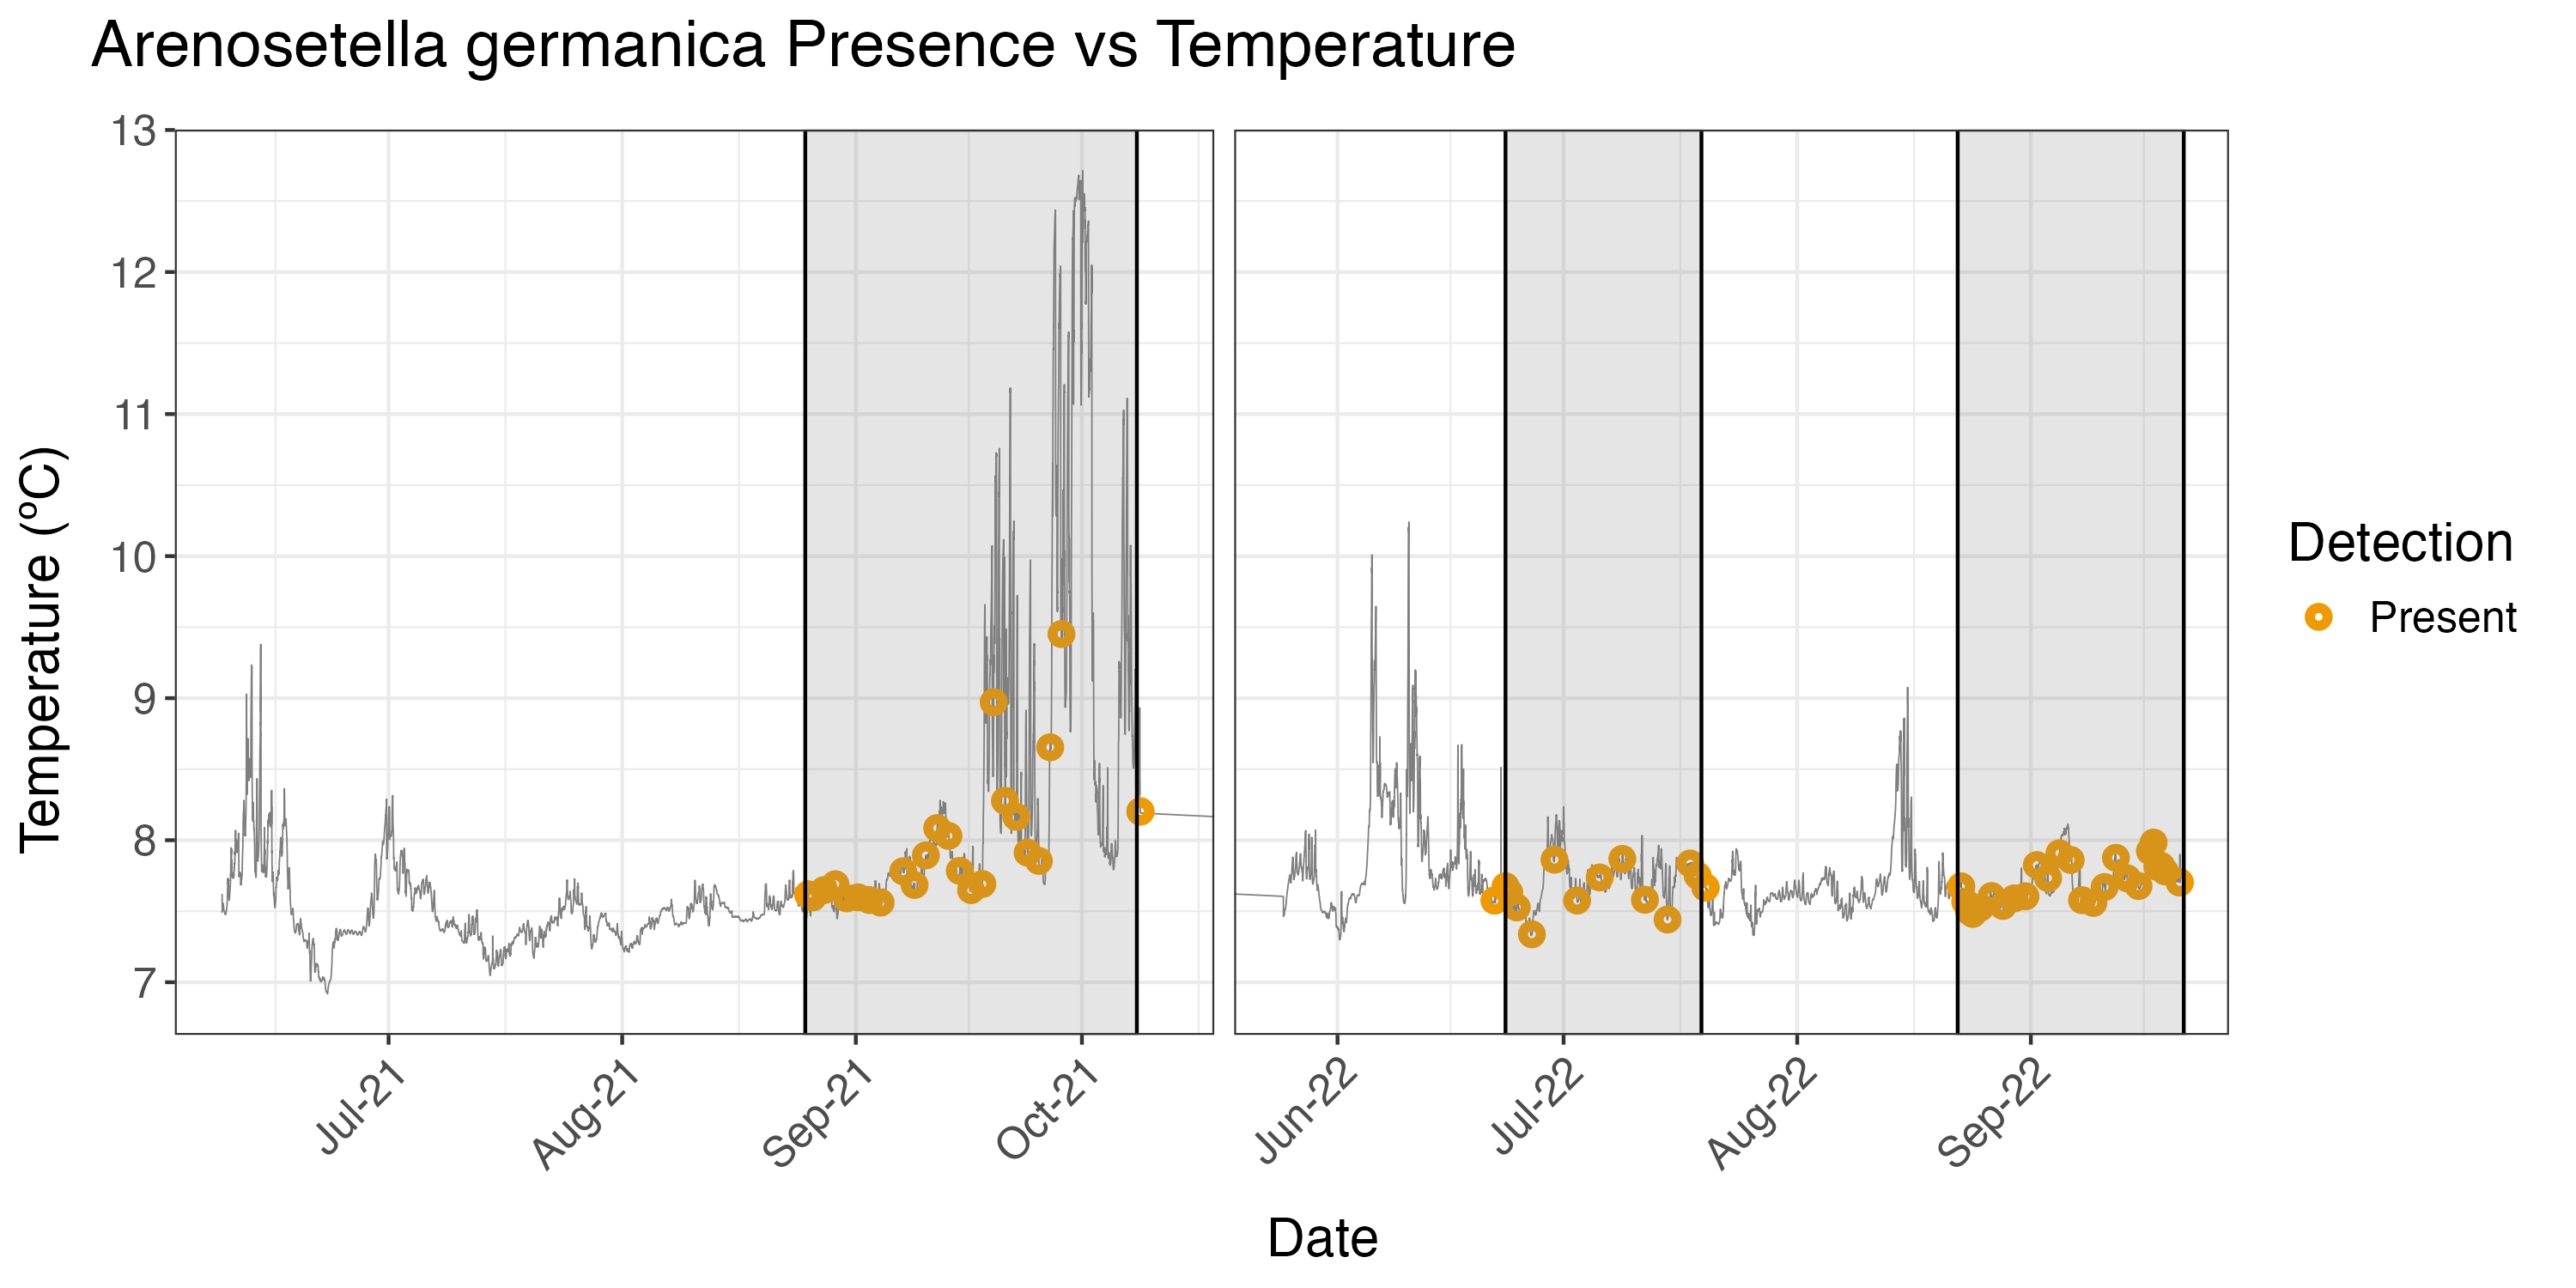 Arenosetella germanica Presence vs Temperature
13
12
11
10
9
8
7
Temperature (ºC)
Jul-21
Aug-21
Sep-21
Oct-21
Jun-22
Jul-22
Aug-22
Sep-22
Date
Detection
Present